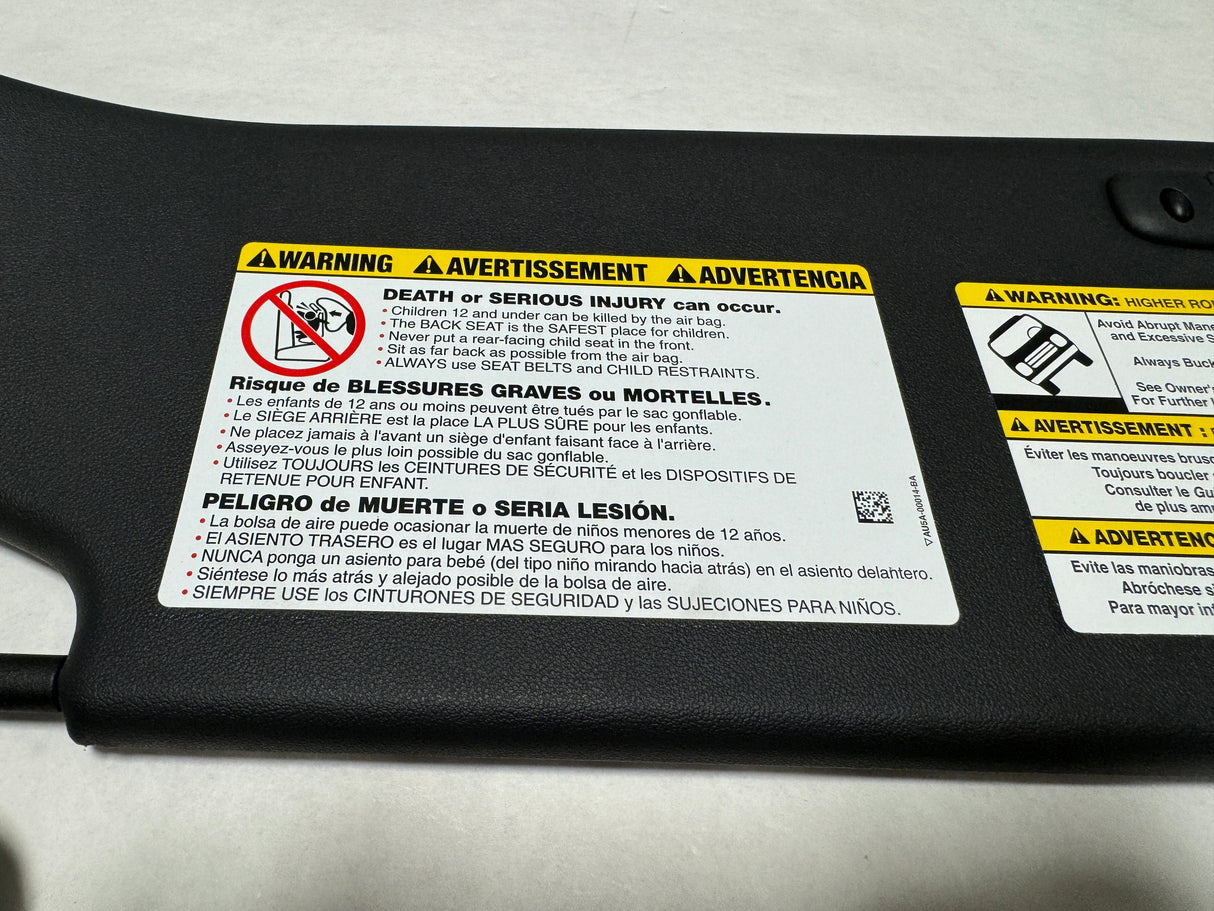 WARNING AVERTISSEMENT ADVERTENCIA
DEATH or SERIOUS INJURY can occur.
• Children 12 and under can be killed by the air bag.
• The BACK SEAT is the SAFEST place for children.
• Never put a rear-facing child seat in the front.
• Sit as far back as possible from the air bag.
• ALWAYS use SEAT BELTS and CHILD RESTRAINTS.
Risque de BLESSURES GRAVES ou MORTELLES.
• Les enfants de 12 ans ou moins peuvent être tués par le sac gonflable.
• Le SIÈGE ARRIÈRE est la place LA PLUS SÛRE pour les enfants.
• Ne placez jamais à l'avant un siège d'enfant faisant face à l'arrière.
• Asseyez-vous le plus loin possible du sac gonflable.
• Utilisez TOUJOURS les CEINTURES DE SÉCURITÉ et les DISPOSITIFS DE
RETENUE POUR ENFANT.
PELIGRO de MUERTE o SERIA LESIÓN.
• La bolsa de aire puede ocasionar la muerte de niños menores de 12 años.
• El ASIENTO TRASERO es el lugar MAS SEGURO para los niños.
• NUNCA ponga un asiento para bebé (del tipo niño mirando hacia atrás) en el asiento delantero.
• Siéntese lo más atrás y alejado posible de la bolsa de aire.
• SIEMPRE USE los CINTURONES DE SEGURIDAD y las SUJECIONES PARA NIÑOS.
AU5A-00014-BA
WARNING: HIGHER RO
Avoid Abrupt Mane
and Excessive S
Always Buck
See Owner's
For Further
AVERTISSEMENT :
Éviter les manoeuvres brusq
Toujours boucler
Consulter le Gu
de plus am
ADVERTENC
Evite las maniobras
Abróchese s
Para mayor inf